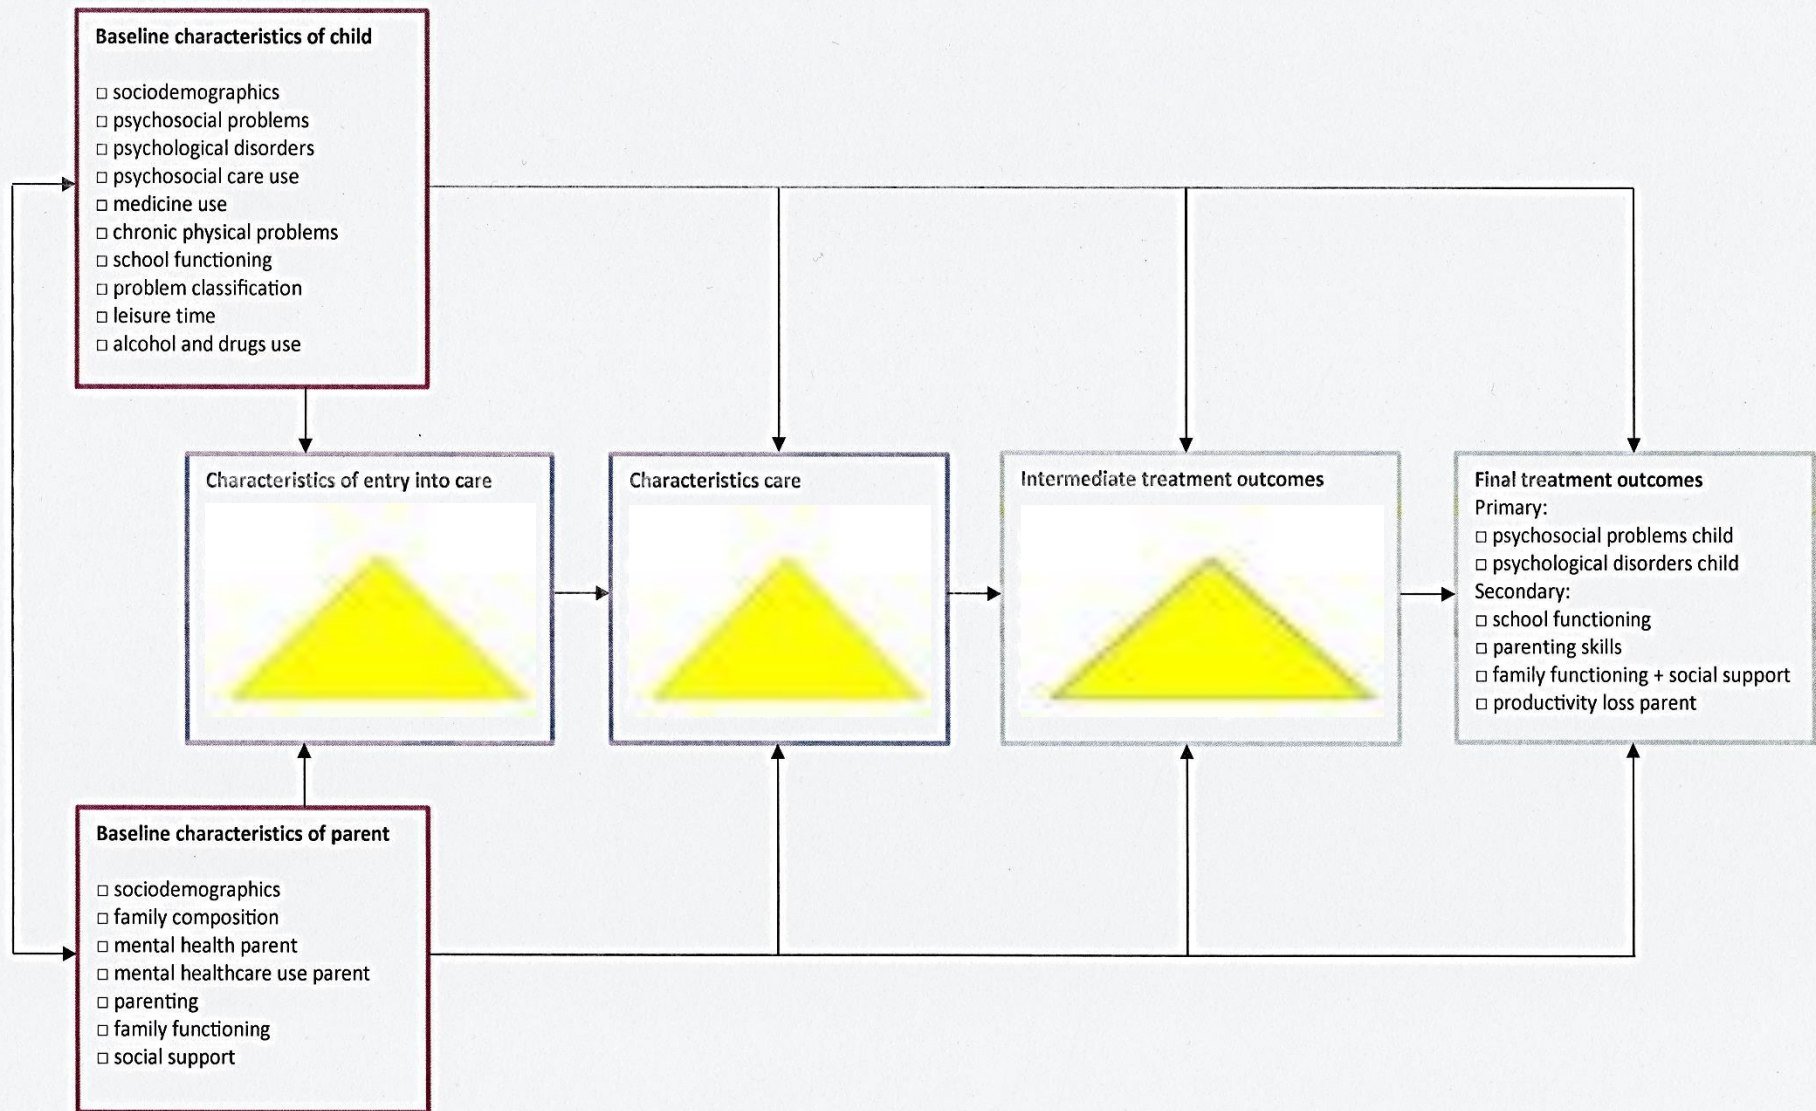 Baseline characteristics of child
□ sociodemographics
□ psychosocial problems
□ psychological disorders
□ psychosocial care use
□ medicine use
□ chronic physical problems
□ school functioning
□ problem classification
□ leisure time
□ alcohol and drugs use
Characteristics of entry into care
Characteristics care
Intermediate treatment outcomes
Final treatment outcomes
Primary:
□ psychosocial problems child
□ psychological disorders child
Secondary:
□ school functioning
□ parenting skills
□ family functioning + social support
□ productivity loss parent
Baseline characteristics of parent
□ sociodemographics
□ family composition
□ mental health parent
□ mental healthcare use parent
□ parenting
□ family functioning
□ social support